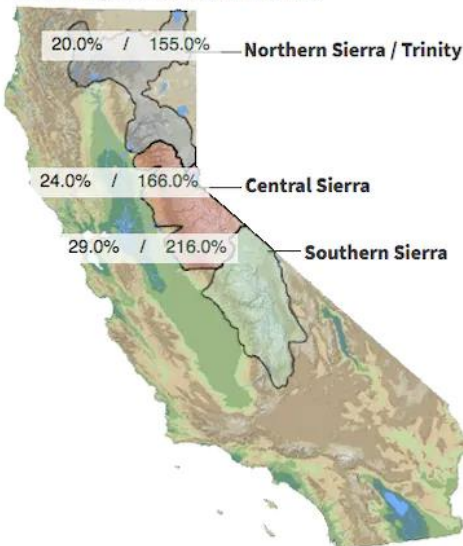 20.0% / 155.0% Northern Sierra / Trinity
24.0% / 166.0% Central Sierra
29.0% / 216.0% Southern Sierra